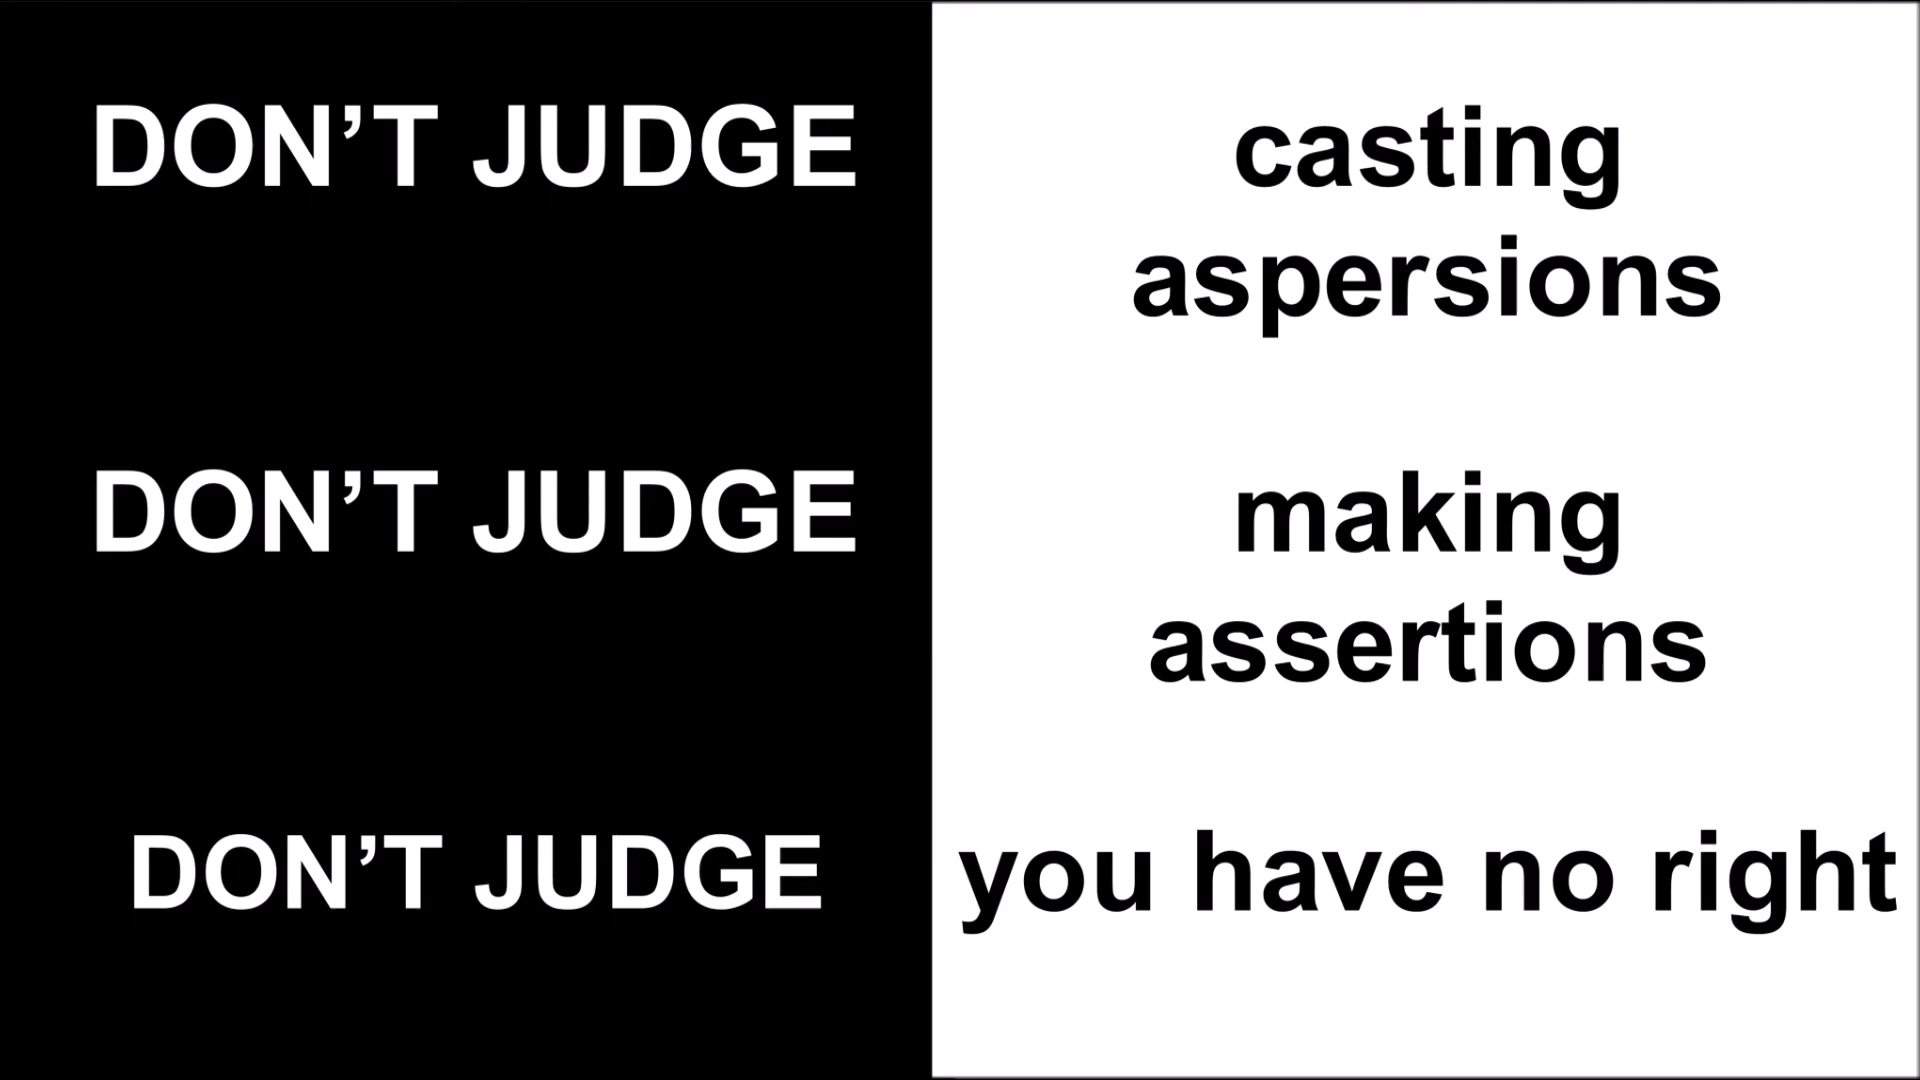 DON’T JUDGE
casting
aspersions
DON’T JUDGE
making
assertions
DON’T JUDGE
you have no right